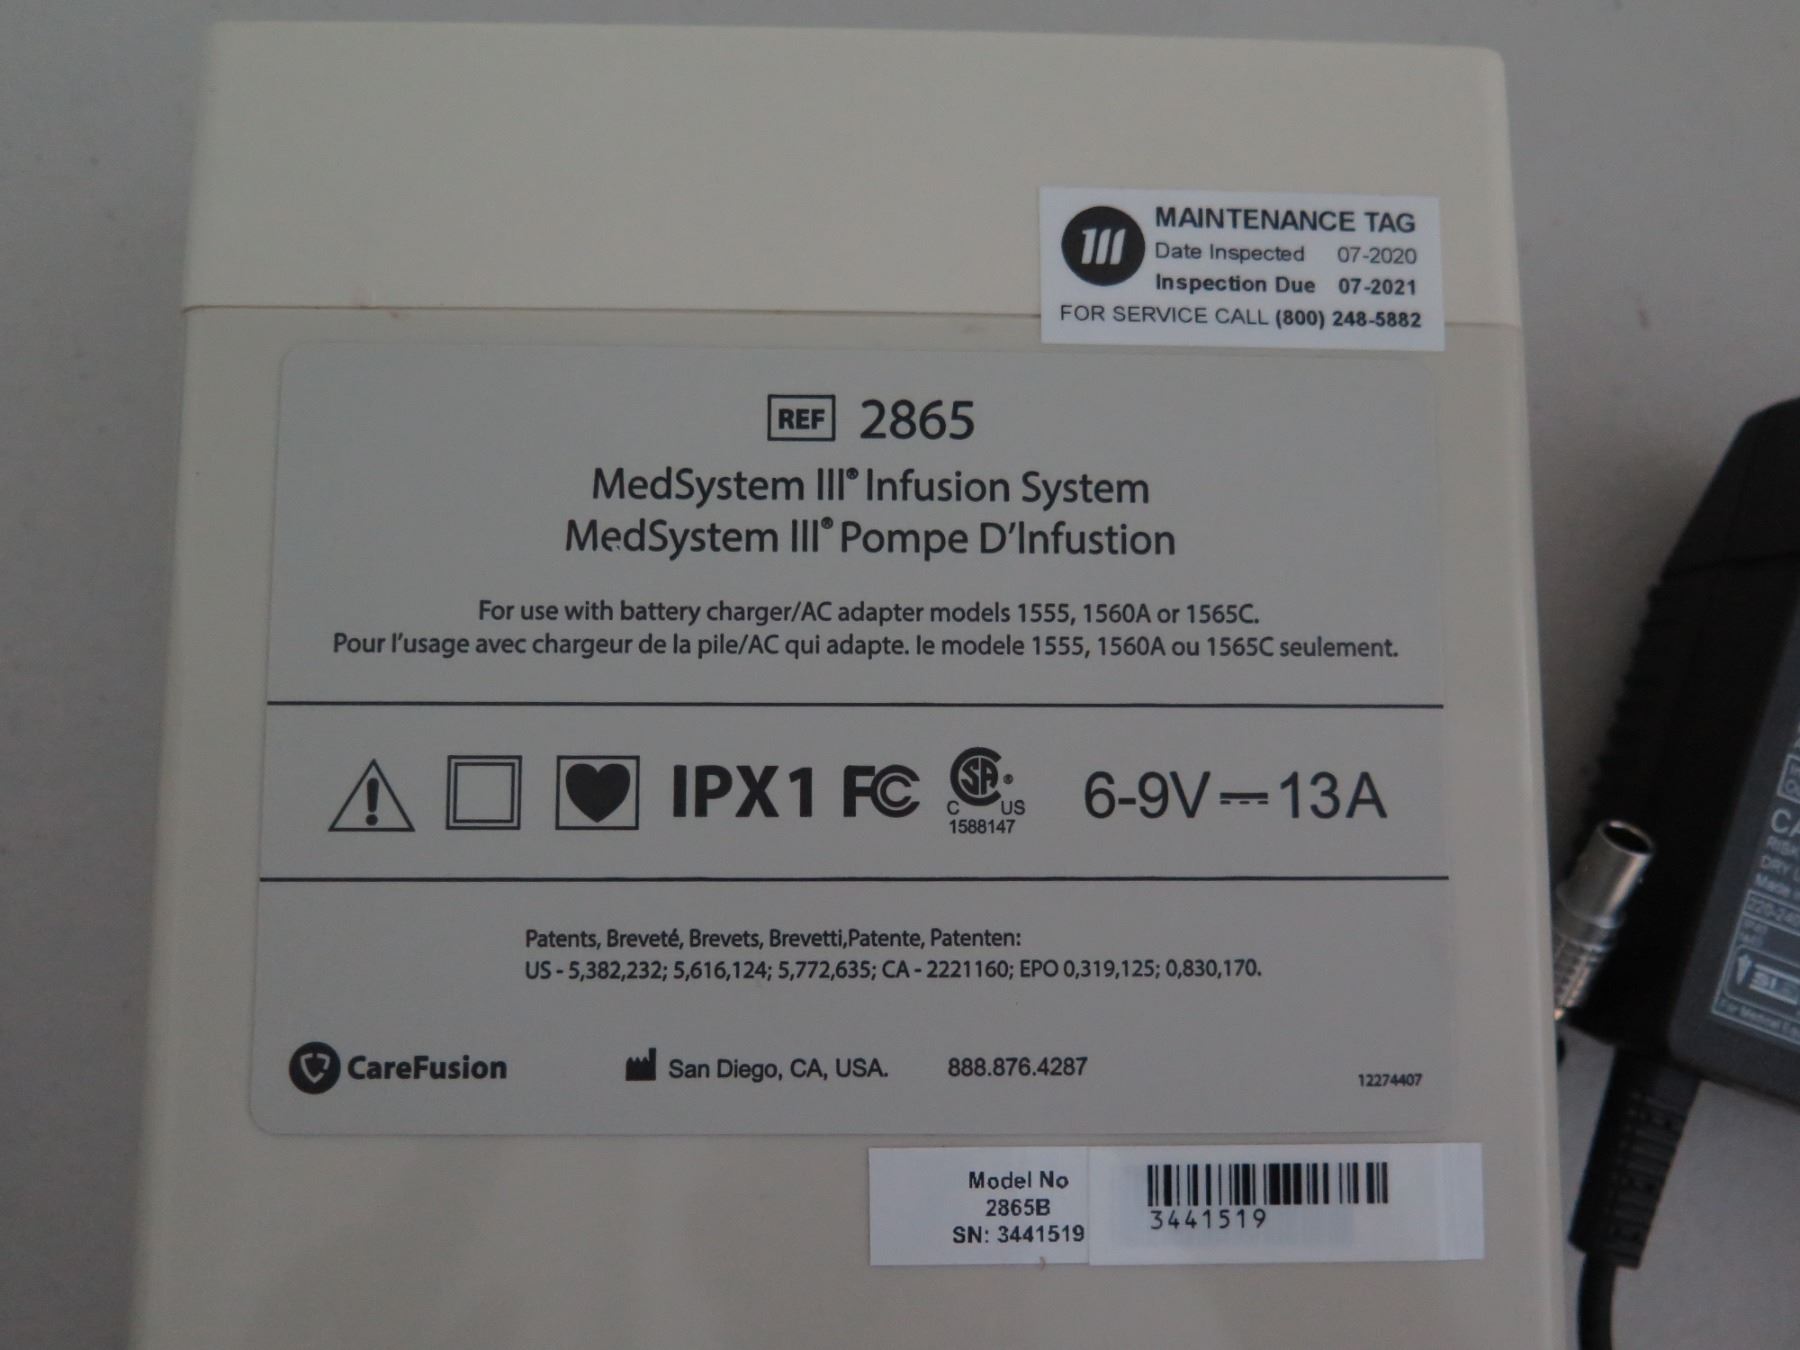 MAINTENANCE TAG
Date Inspected 07-2020
Inspection Due 07-2021
FOR SERVICE CALL (800) 248-5882
REF 2865
MedSystem III® Infusion System
MedSystem III® Pompe D'Infustion
For use with battery charger/AC adapter models 1555, 1560A or 1565C.
Pour l'usage avec chargeur de la pile/AC qui adapte. le modele 1555, 1560A ou 1565C seulement.
IPX1 FC CSA® C US 1588147 6-9V 13A
Patents, Breveté, Brevets, Brevetti,Patente, Patenten:
US - 5,382,232; 5,616,124; 5,772,635; CA - 2221160; EPO 0,319,125; 0,830,170.
CareFusion San Diego, CA, USA. 888.876.4287 12274407
Model No
2865B
SN: 3441519
3441519
DRY
Made